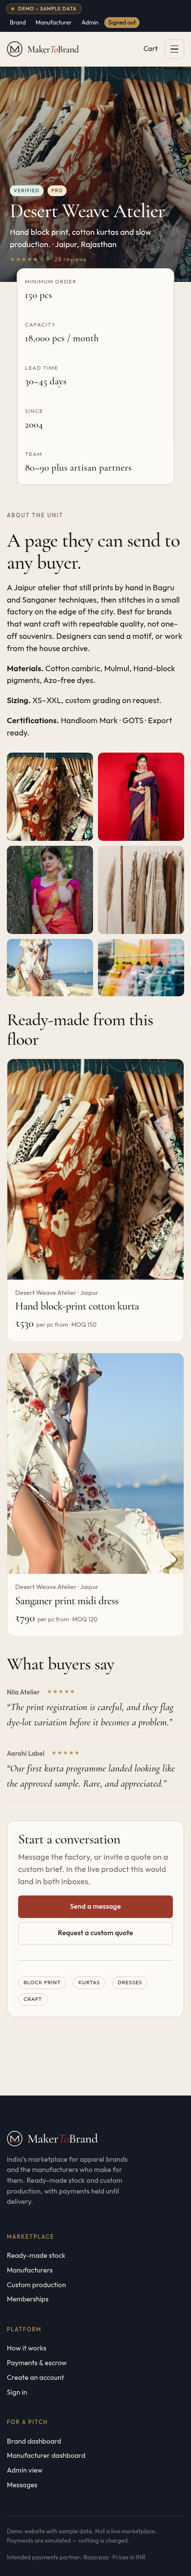 DEMO · SAMPLE DATA
Brand Manufacturer Admin Signed out
MakerToBrand Cart
VERIFIED PRO
Desert Weave Atelier
Hand block print, cotton kurtas and slow
production. · Jaipur, Rajasthan
28 reviews
MINIMUM ORDER
150 pcs
CAPACITY
18,000 pcs / month
LEAD TIME
30–45 days
SINCE
2004
TEAM
80–90 plus artisan partners
ABOUT THE UNIT
A page they can send to
any buyer.
A Jaipur atelier that still prints by hand in Bagru
and Sanganer techniques, then stitches in a small
factory on the edge of the city. Best for brands
that want craft with repeatable quality, not one-
off souvenirs. Designers can send a motif, or work
from the house archive.
Materials. Cotton cambric, Mulmul, Hand-block
pigments, Azo-free dyes.
Sizing. XS–XXL, custom grading on request.
Certifications. Handloom Mark · GOTS · Export
ready.
Ready-made from this
floor
Desert Weave Atelier · Jaipur
Hand block-print cotton kurta
₹530 per pc from · MOQ 150
Desert Weave Atelier · Jaipur
Sanganer print midi dress
₹790 per pc from · MOQ 120
What buyers say
Nila Atelier ★★★★★
“The print registration is careful, and they flag
dye-lot variation before it becomes a problem.”
Aarohi Label ★★★★★
“Our first kurta programme landed looking like
the approved sample. Rare, and appreciated.”
Start a conversation
Message the factory, or invite a quote on a
custom brief. In the live product this would
land in both inboxes.
Send a message
Request a custom quote
BLOCK PRINT KURTAS DRESSES
CRAFT
MakerToBrand
India's marketplace for apparel brands
and the manufacturers who make for
them. Ready-made stock and custom
production, with payments held until
delivery.
MARKETPLACE
Ready-made stock
Manufacturers
Custom production
Memberships
PLATFORM
How it works
Payments & escrow
Create an account
Sign in
FOR A PITCH
Brand dashboard
Manufacturer dashboard
Admin view
Messages
Demo website with sample data. Not a live marketplace.
Payments are simulated — nothing is charged.
Intended payments partner: Razorpay · Prices in INR